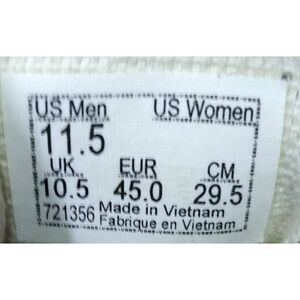 US Men US Women
11.5
UK EUR CM
10.5 45.0 29.5
721356 Made in Vietnam
Fabrique en Vietnam